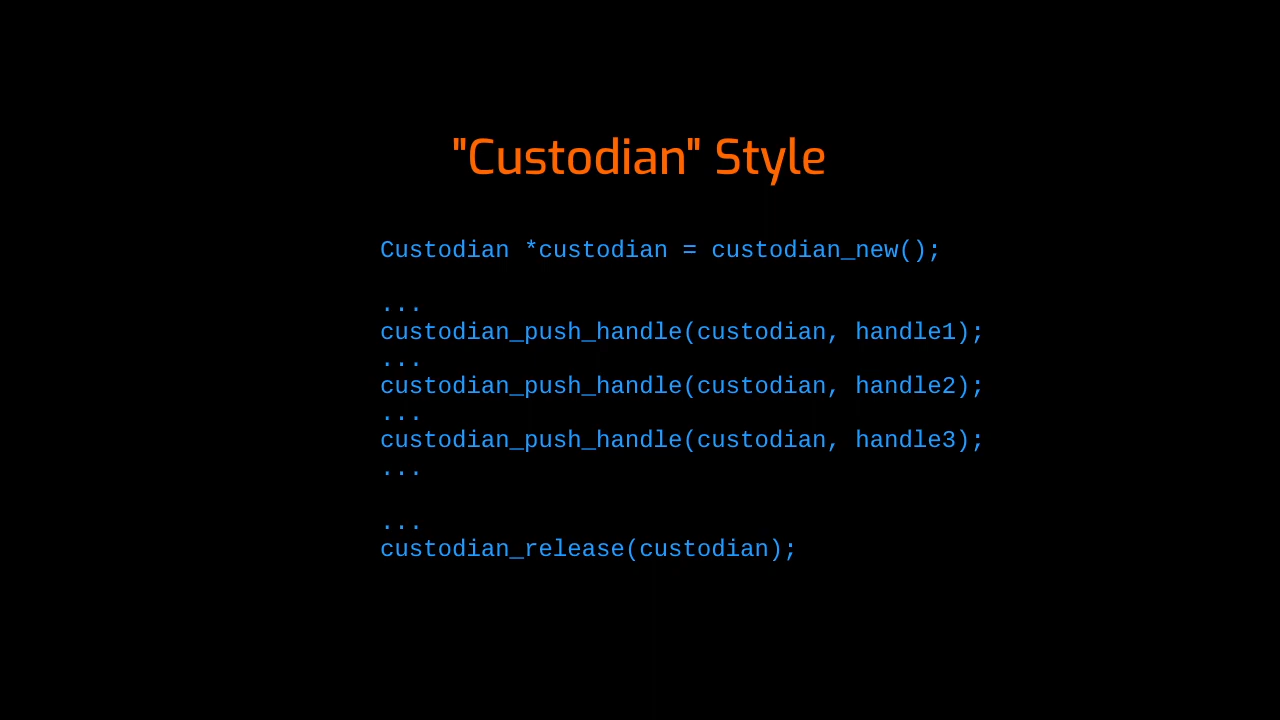 "Custodian" Style
Custodian *custodian = custodian_new();
...
custodian_push_handle(custodian, handle1);
...
custodian_push_handle(custodian, handle2);
...
custodian_push_handle(custodian, handle3);
...
...
custodian_release(custodian);